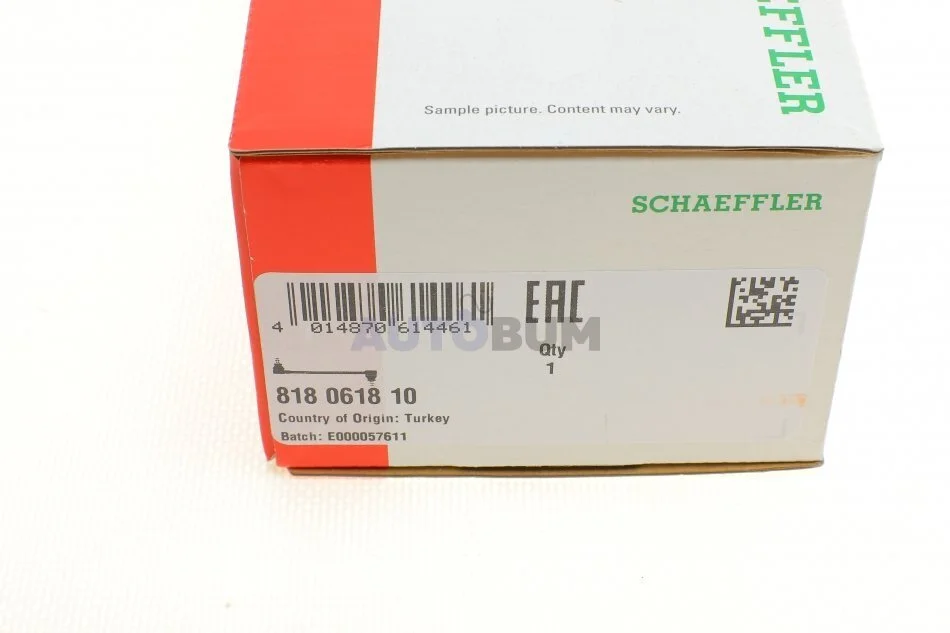 EFFLER
Sample picture. Content may vary.
SCHAEFFLER
4 014870 614461
EAC
AUTOBUM
Qty
1
818 0618 10
Country of Origin: Turkey
Batch: E000057611